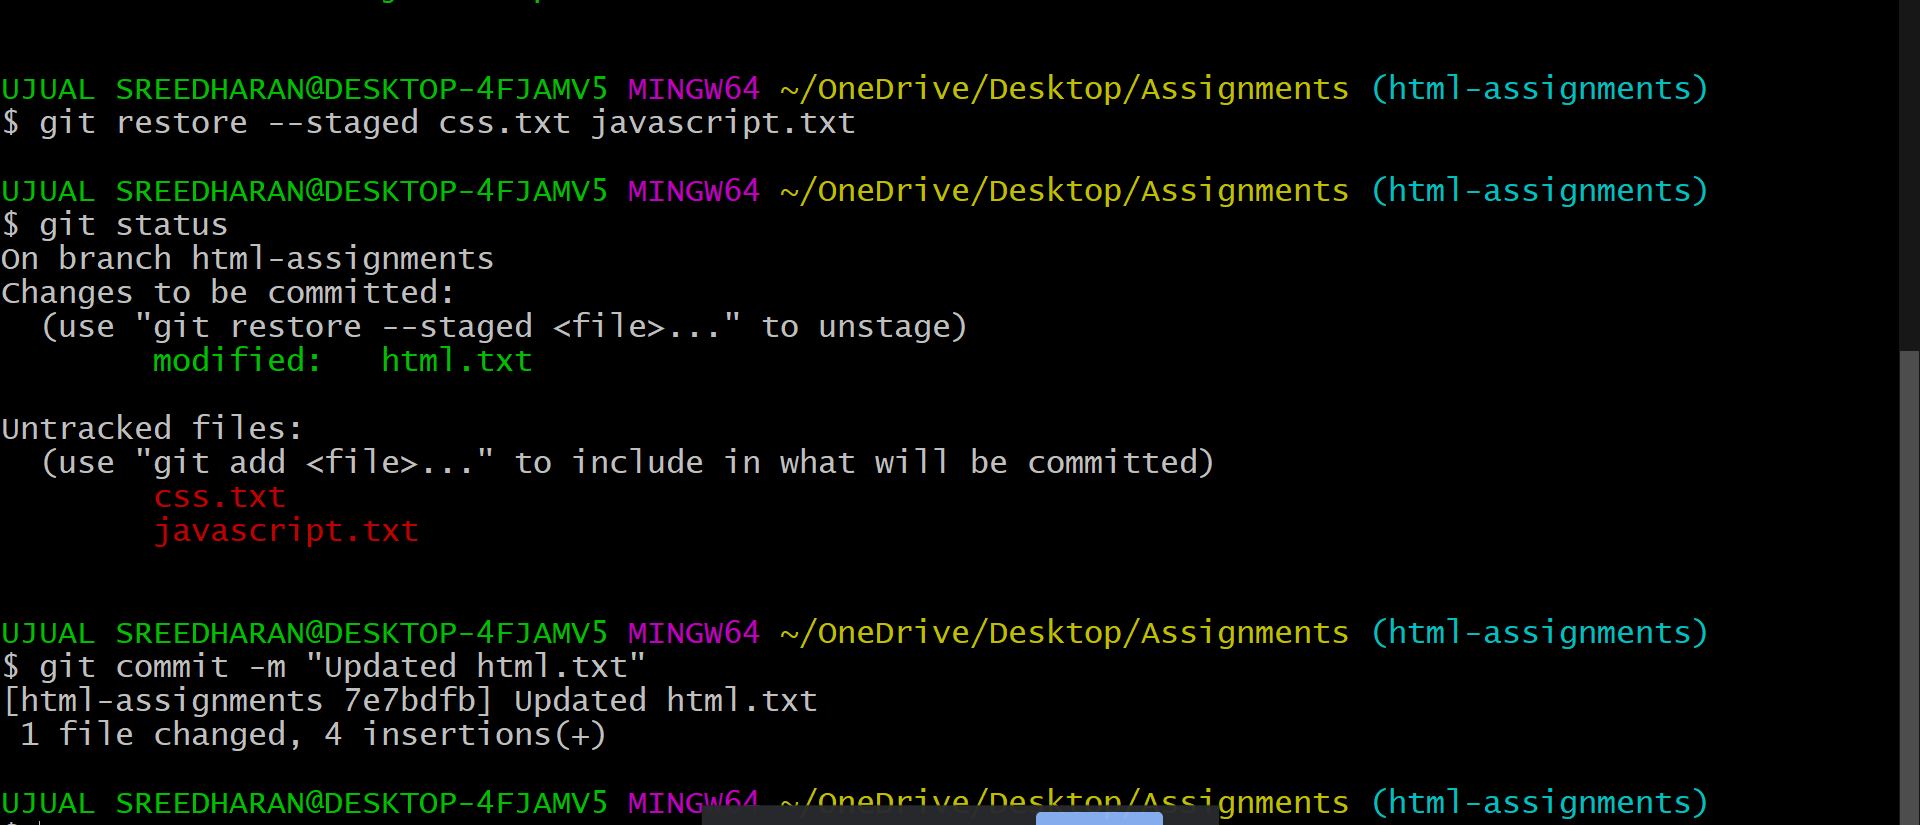 UJUAL SREEDHARAN@DESKTOP-4FJAMV5 MINGW64 ~/OneDrive/Desktop/Assignments (html-assignments)
$ git restore --staged css.txt javascript.txt
UJUAL SREEDHARAN@DESKTOP-4FJAMV5 MINGW64 ~/OneDrive/Desktop/Assignments (html-assignments)
$ git status
On branch html-assignments
Changes to be committed:
  (use "git restore --staged <file>..." to unstage)
        modified:   html.txt
Untracked files:
  (use "git add <file>..." to include in what will be committed)
        css.txt
        javascript.txt
UJUAL SREEDHARAN@DESKTOP-4FJAMV5 MINGW64 ~/OneDrive/Desktop/Assignments (html-assignments)
$ git commit -m "Updated html.txt"
[html-assignments 7e7bdfb] Updated html.txt
 1 file changed, 4 insertions(+)
UJUAL SREEDHARAN@DESKTOP-4FJAMV5 MINGW64 ~/OneDrive/Desktop/Assignments (html-assignments)